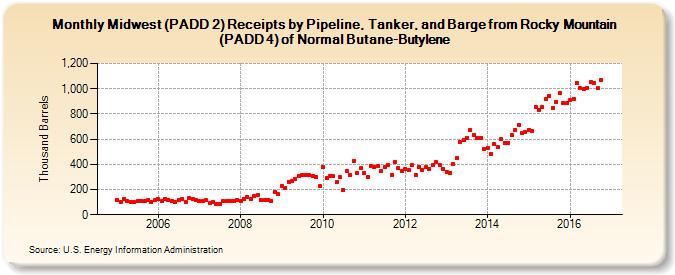 Monthly Midwest (PADD 2) Receipts by Pipeline, Tanker, and Barge from Rocky Mountain
(PADD 4) of Normal Butane-Butylene
Thousand Barrels
1,200
1,000
800
600
400
200
0
2006 2008 2010 2012 2014 2016
Source: U.S. Energy Information Administration